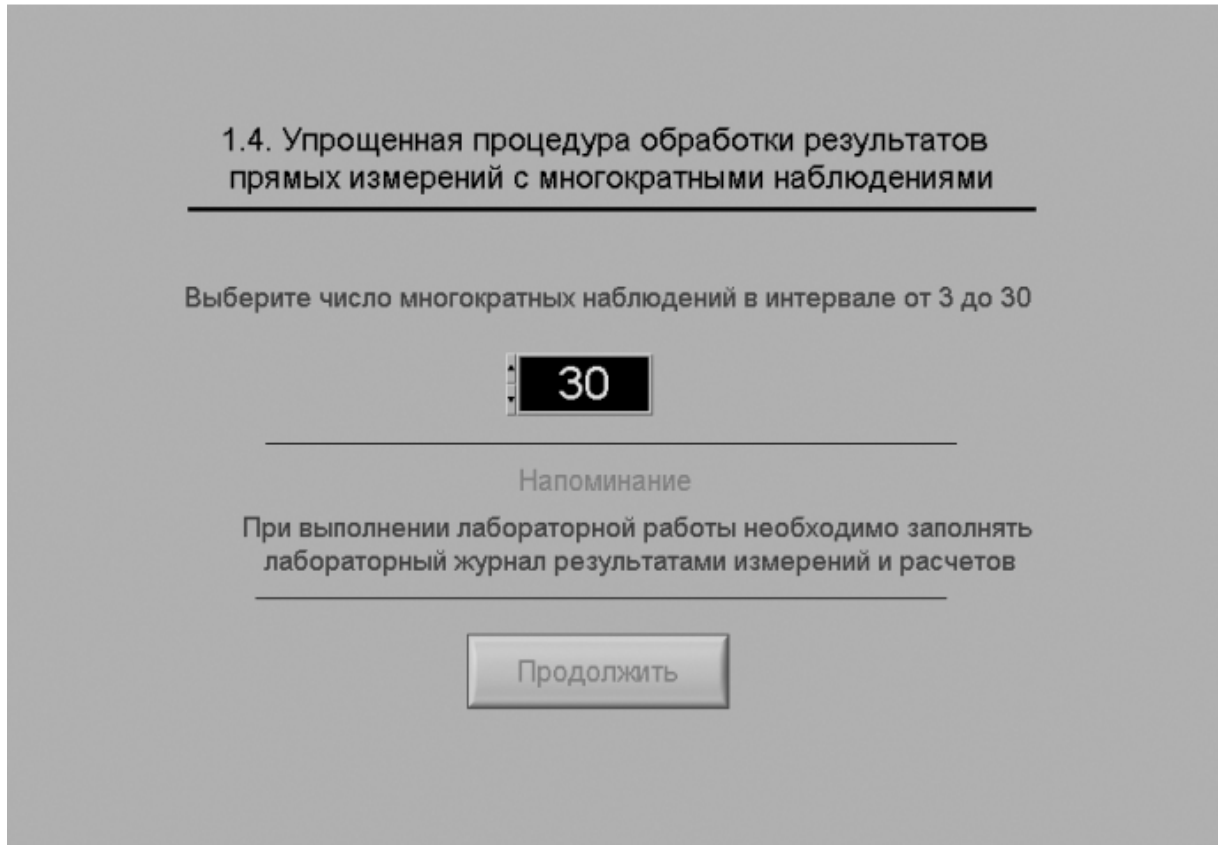 1.4. Упрощенная процедура обработки результатов
прямых измерений с многократными наблюдениями
Выберите число многократных наблюдений в интервале от 3 до 30
30
Напоминание
При выполнении лабораторной работы необходимо заполнять
лабораторный журнал результатами измерений и расчетов
Продолжить